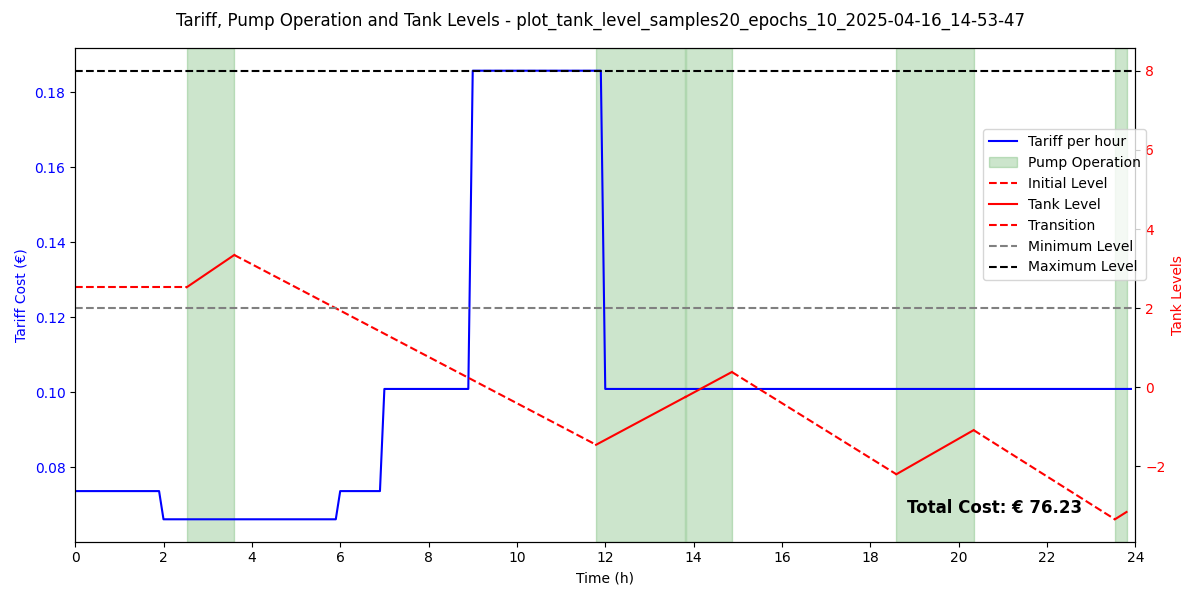 Tariff, Pump Operation and Tank Levels - plot_tank_level_samples20_epochs_10_2025-04-16_14-53-47
Tariff Cost (€)
0.18
0.16
0.14
0.12
0.10
0.08
8
6
4
2
0
−2
Tank Levels
Tariff per hour
Pump Operation
Initial Level
Tank Level
Transition
Minimum Level
Maximum Level
Total Cost: € 76.23
0 2 4 6 8 10 12 14 16 18 20 22 24
Time (h)